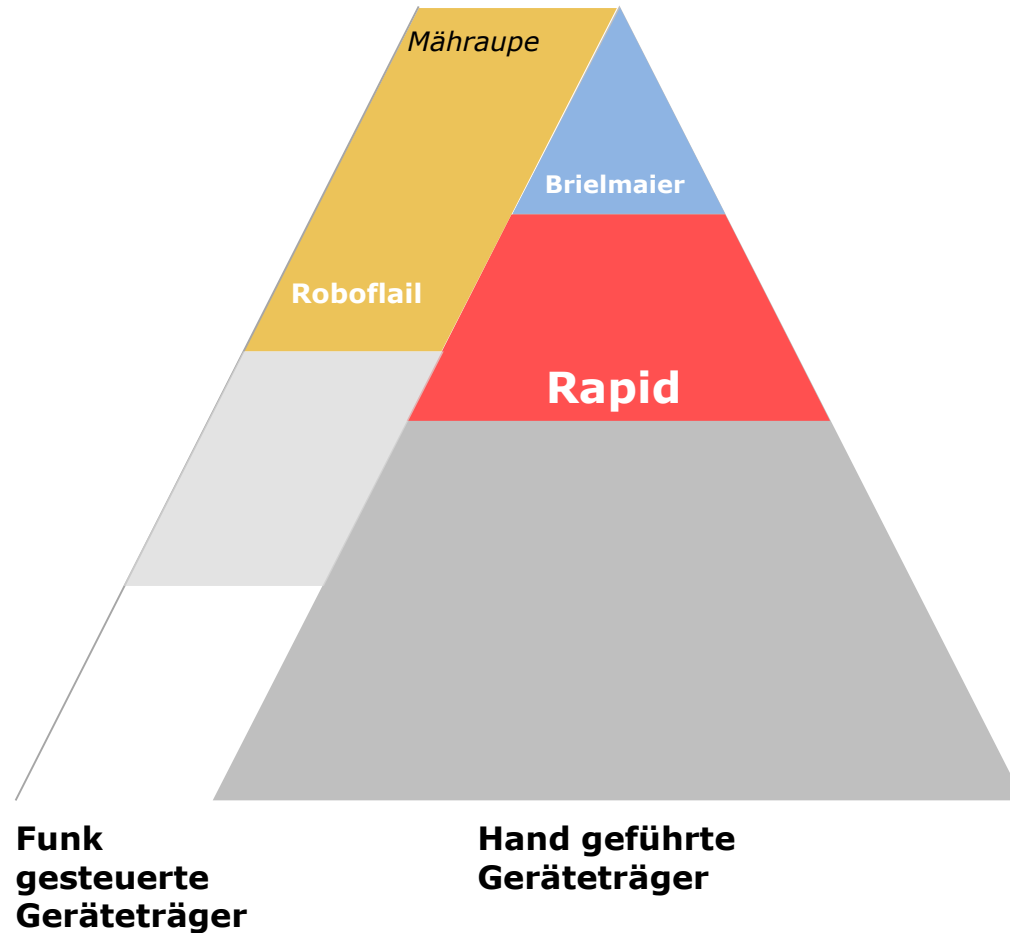 Mähraupe
Brielmaier
Roboflail
Rapid
Funk
gesteuerte
Geräteträger
Hand geführte
Geräteträger